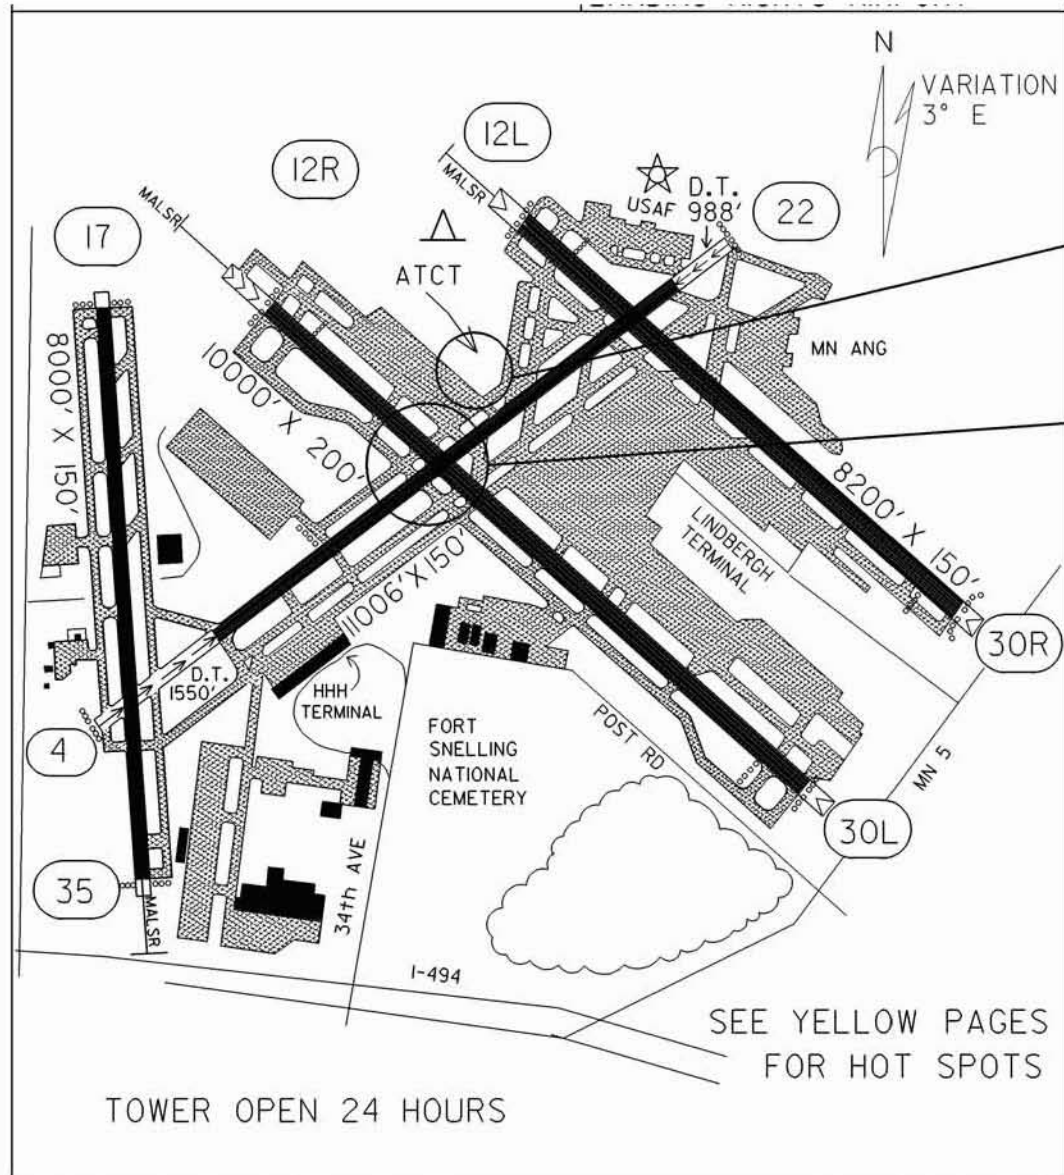 N
VARIATION
3° E
12L
12R
MALSR
MALSR
D.T.
USAF 988'
22
17
ATCT
MN ANG
8000' X 150'
10000' X 200'
8200' X 150'
LINDBERGH
TERMINAL
11006' X 150'
30R
D.T.
1550'
HHH
TERMINAL
4
FORT
SNELLING
NATIONAL
CEMETERY
POST RD
MN 5
30L
35
MALSR
34th AVE
I-494
SEE YELLOW PAGES
FOR HOT SPOTS
TOWER OPEN 24 HOURS